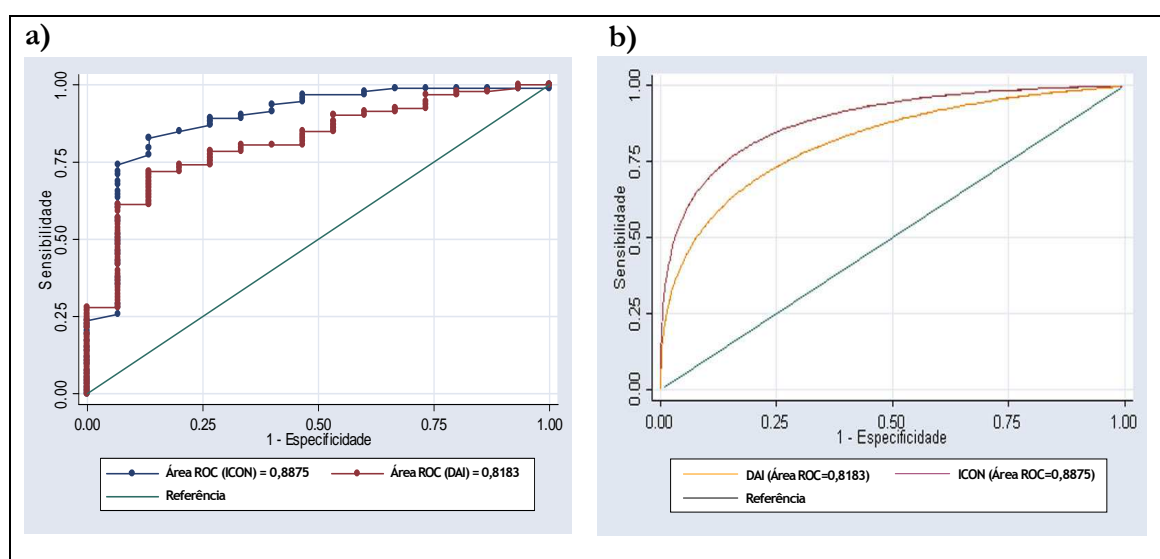 a)
Sensibilidade
1.00
0.75
0.50
0.25
0.00
0.00 0.25 0.50 0.75 1.00
1 - Especificidade
Área ROC (ICON) = 0,8875 Área ROC (DAI) = 0,8183
Referência
b)
Sensibilidade
1.00
0.75
0.50
0.25
0.00
0.00 0.25 0.50 0.75 1.00
1 - Especificidade
DAI (Área ROC=0,8183) ICON (Área ROC=0,8875)
Referência